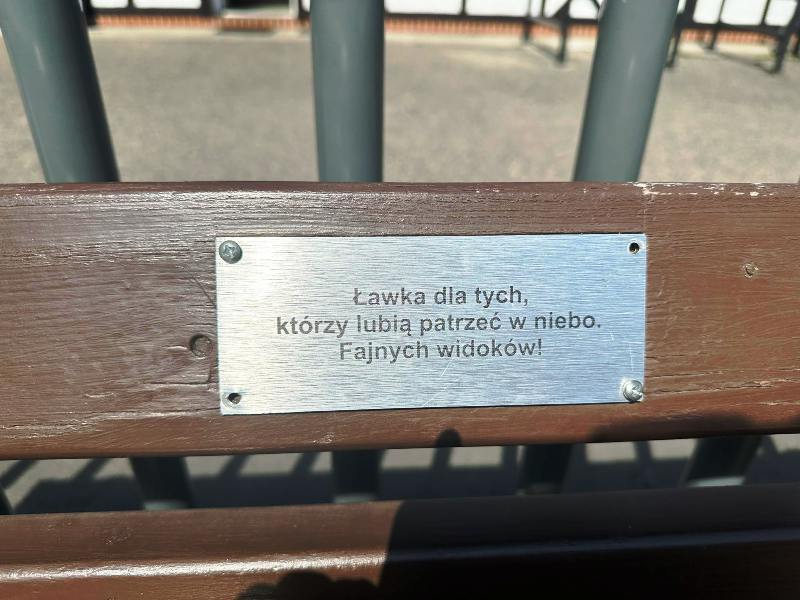 Ławka dla tych,
którzy lubią patrzeć w niebo.
Fajnych widoków!